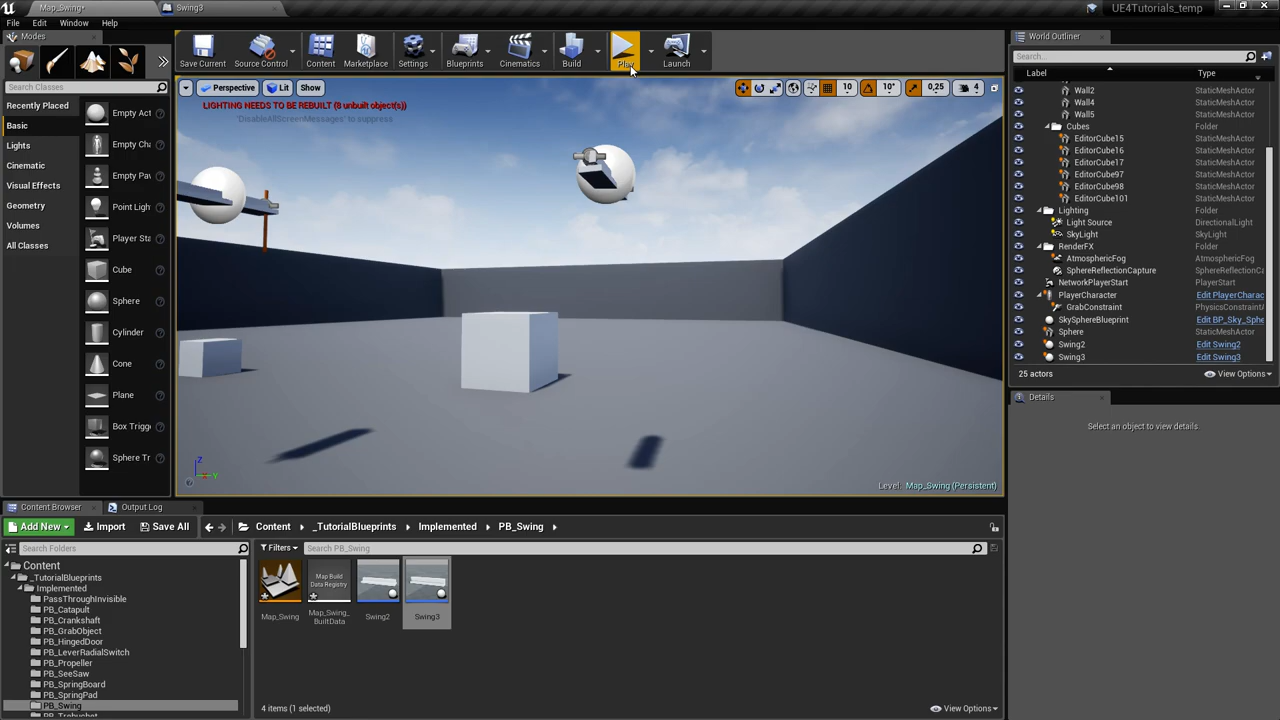 Map_Swing*
Swing3
UE4Tutorials_temp
File Edit Window Help
Modes
Search Classes
Recently Placed
Basic
Lights
Cinematic
Visual Effects
Geometry
Volumes
All Classes
Empty Act
Empty Cha
Empty Pav
Point Ligh
Player Sta
Cube
Sphere
Cylinder
Cone
Plane
Box Trigge
Sphere Tr
Save Current
Source Control
Content
Marketplace
Settings
Blueprints
Cinematics
Build
Play
Launch
Perspective
Lit
Show
10
10°
0,25
4
LIGHTING NEEDS TO BE REBUILT (8 unbuilt object(s))
'DisableAllScreenMessages' to suppress
Z
Y
Level: Map_Swing (Persistent)
World Outliner
Search...
Label Type
Wall2 StaticMeshActor
Wall4 StaticMeshActor
Wall5 StaticMeshActor
Cubes Folder
EditorCube15 StaticMeshActor
EditorCube16 StaticMeshActor
EditorCube17 StaticMeshActor
EditorCube97 StaticMeshActor
EditorCube98 StaticMeshActor
EditorCube101 StaticMeshActor
Lighting Folder
Light Source DirectionalLight
SkyLight SkyLight
RenderFX Folder
AtmosphericFog AtmosphericFog
SphereReflectionCapture SphereReflectionCa
NetworkPlayerStart PlayerStart
PlayerCharacter Edit PlayerCharac
GrabConstraint PhysicsConstraint
SkySphereBlueprint Edit BP_Sky_Sphe
Sphere StaticMeshActor
Swing2 Edit Swing2
Swing3 Edit Swing3
25 actors
View Options
Details
Select an object to view details.
Content Browser
Output Log
Add New
Import
Save All
Content
_TutorialBlueprints
Implemented
PB_Swing
Search Folders
Filters
Search PB_Swing
Content
_TutorialBlueprints
Implemented
PassThroughInvisible
PB_Catapult
PB_Crankshaft
PB_GrabObject
PB_HingedDoor
PB_LeverRadialSwitch
PB_Propeller
PB_SeeSaw
PB_SpringBoard
PB_SpringPad
PB_Swing
PB_Trebuchet
Map Build
Data Registry
Map_Swing
Map_Swing_
BuiltData
Swing2
Swing3
4 items (1 selected)
View Options